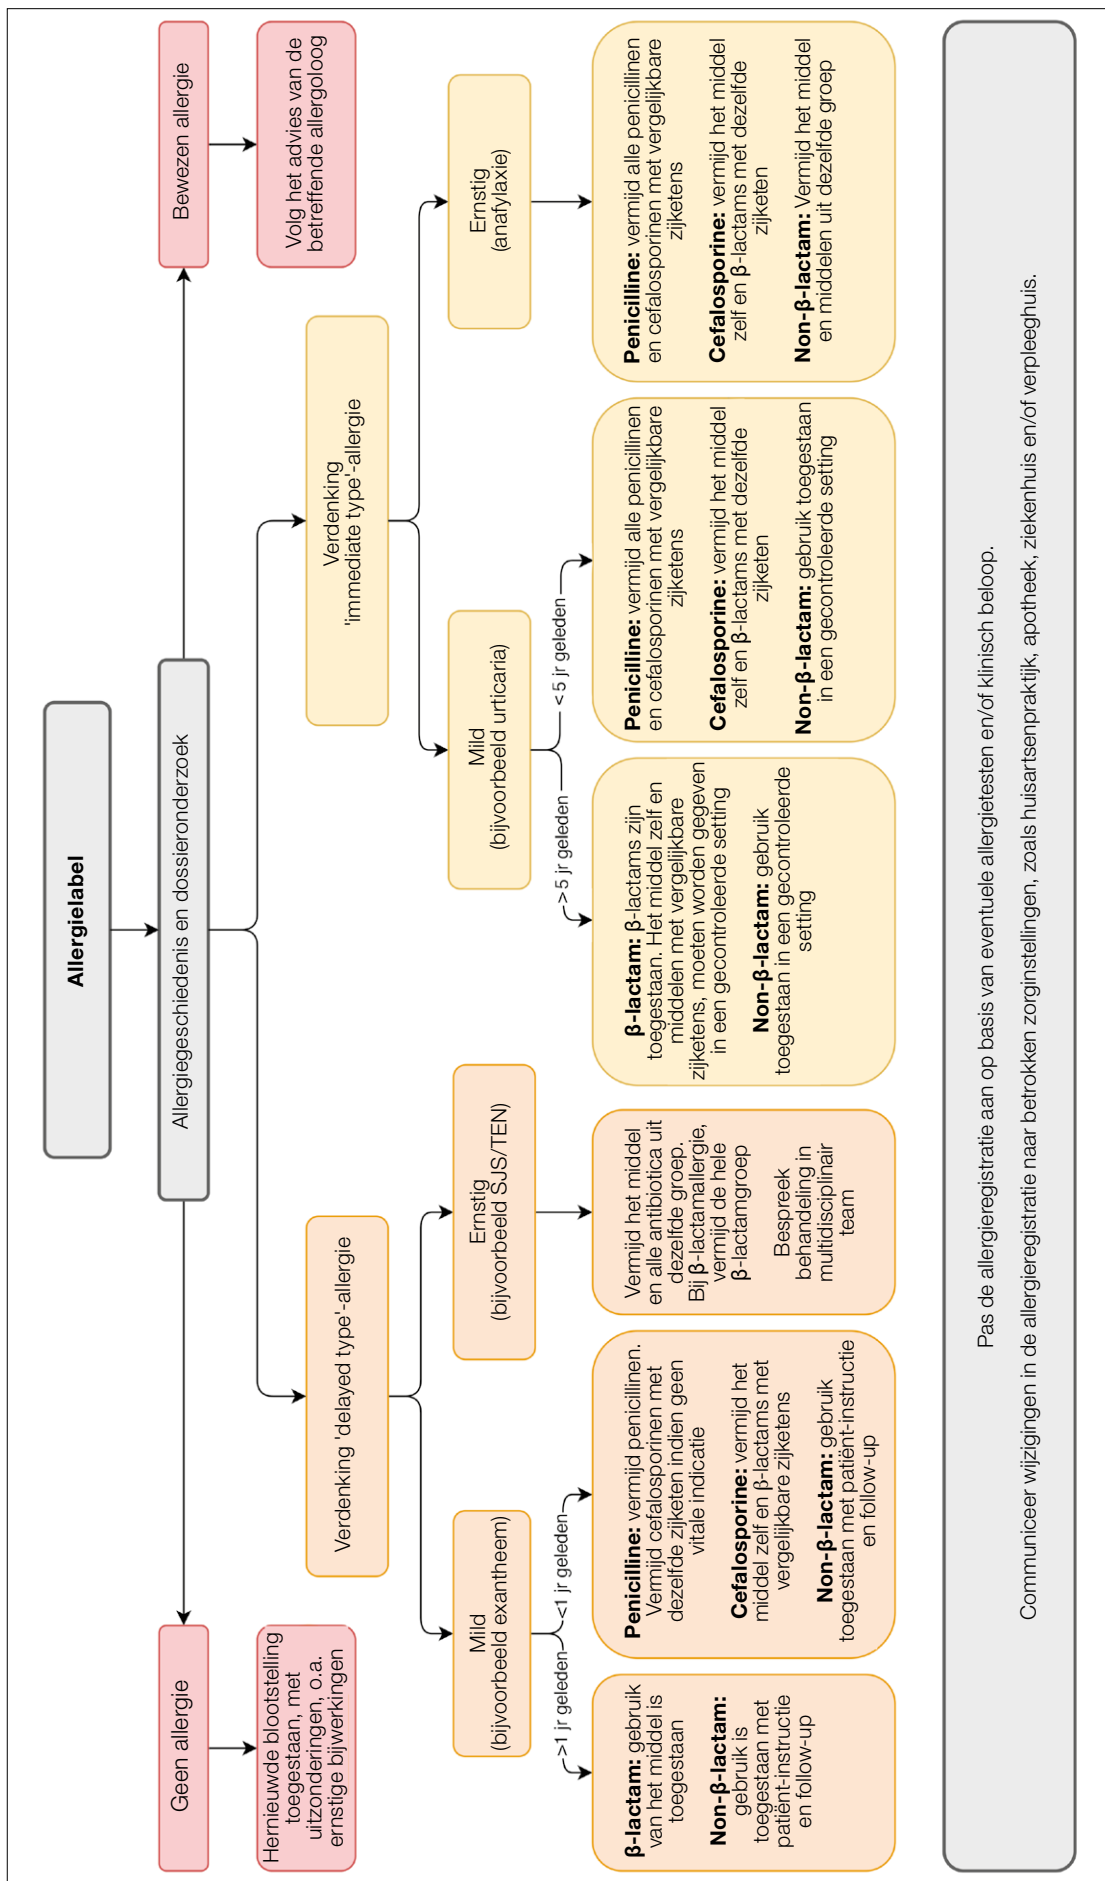 Allergielabel
Allergiegeschiedenis en dossieronderzoek
Geen allergie
Hernieuwde blootstelling
toegestaan, met
uitzonderingen, o.a.
ernstige bijwerkingen
Verdenking 'delayed type'-allergie
Mild
(bijvoorbeeld exantheem)
>1 jr geleden
<1 jr geleden
β-lactam: gebruik
van het middel is
toegestaan
Non-β-lactam:
gebruik is
toegestaan met
patiënt-instructie
en follow-up
Penicilline: vermijd penicillinen.
Vermijd cefalosporinen met
dezelfde zijketen indien geen
vitale indicatie
Cefalosporine: vermijd het
middel zelf en β-lactams met
vergelijkbare zijketens
Non-β-lactam: gebruik
toegestaan met patiënt-instructie
en follow-up
Ernstig
(bijvoorbeeld SJS/TEN)
Vermijd het middel
en alle antibiotica uit
dezelfde groep.
Bij β-lactamallergie,
vermijd de hele
β-lactamgroep
Bespreek
behandeling in
multidisciplinair
team
Verdenking
'immediate type'-allergie
Mild
(bijvoorbeeld urticaria)
> 5 jr geleden
< 5 jr geleden
β-lactam: β-lactams zijn
toegestaan. Het middel zelf en
middelen met vergelijkbare
zijketens, moeten worden gegeven
in een gecontroleerde setting
Non-β-lactam: gebruik
toegestaan in een gecontroleerde
setting
Penicilline: vermijd alle penicillinen
en cefalosporinen met vergelijkbare
zijketens
Cefalosporine: vermijd het middel
zelf en β-lactams met dezelfde
zijketen
Non-β-lactam: gebruik toegestaan
in een gecontroleerde setting
Ernstig
(anafylaxie)
Penicilline: vermijd alle penicillinen
en cefalosporinen met vergelijkbare
zijketens
Cefalosporine: vermijd het middel
zelf en β-lactams met dezelfde
zijketen
Non-β-lactam: Vermijd het middel
en middelen uit dezelfde groep
Bewezen allergie
Volg het advies van de
betreffende allergoloog
Pas de allergieregistratie aan op basis van eventuele allergietesten en/of klinisch beloop.
Communiceer wijzigingen in de allergieregistratie naar betrokken zorginstellingen, zoals huisartsenpraktijk, apotheek, ziekenhuis en/of verpleeghuis.